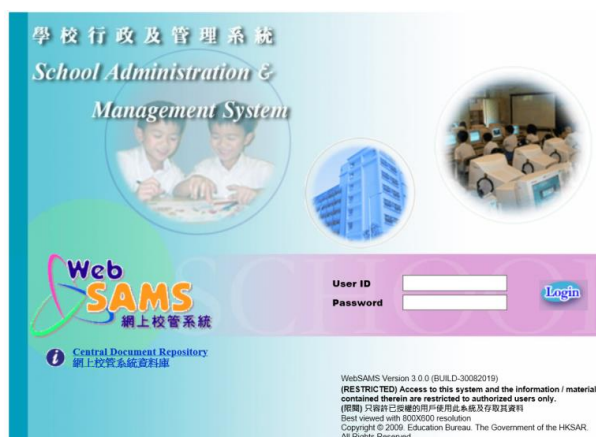 學校行政及管理系統
School Administration &
Management System
Web
SAMS
網上校管系統
User ID
Password
Login
SCHOOL
Central Document Repository
網上校管系統資料庫
WebSAMS Version 3.0.0 (BUILD-30082019)
(RESTRICTED) Access to this system and the information / material
contained therein are restricted to authorized users only.
(限閱) 只容許已授權的用戶使用此系統及存取其資料
Best viewed with 800X600 resolution
Copyright © 2009. Education Bureau. The Government of the HKSAR.
All Rights Reserved